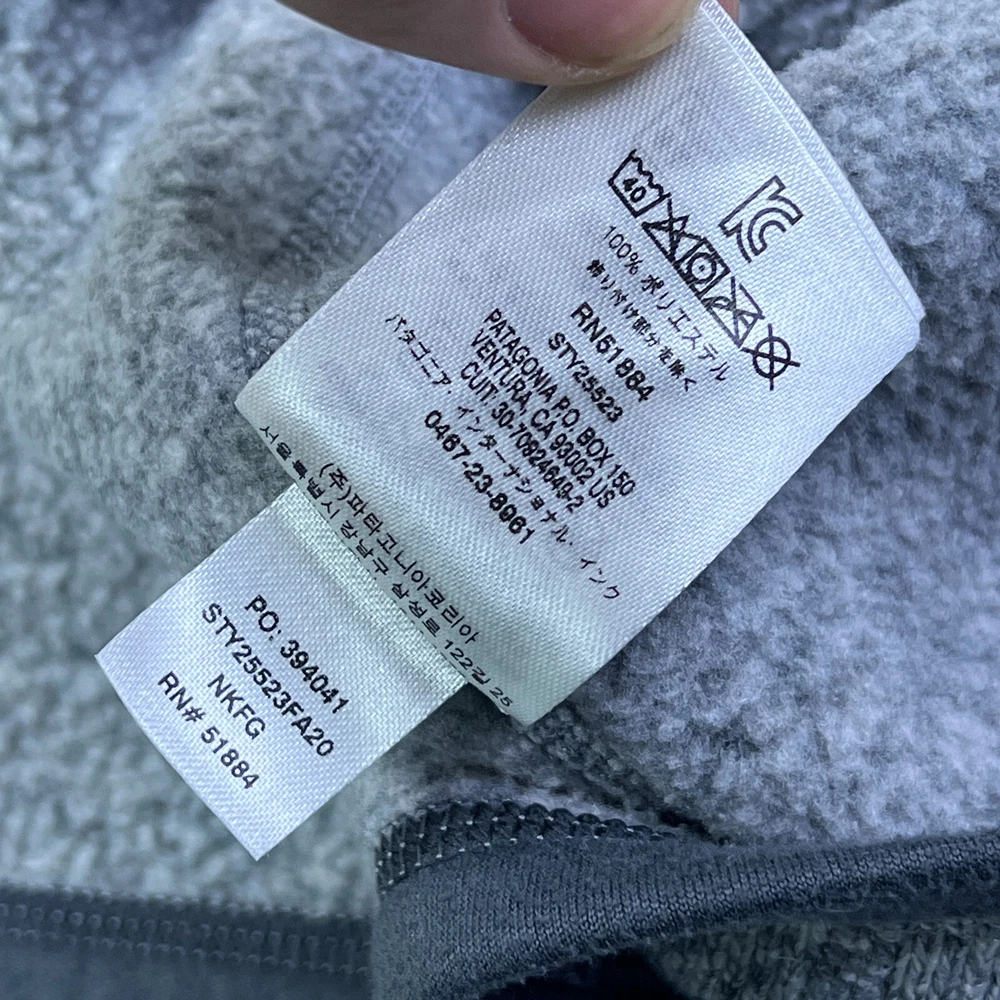 40
100% ポリエステル
飾り付け部分を除く
RN51884
STY25523
PATAGONIA P.O. BOX 150
VENTURA, CA 93002 US
CUIT: 30-70824649-2
パタゴニア・インターナショナル・インク
0467-23-8961
(주)파타고니아코리아
서울특별시 강남구 삼성로 122길 25
PO: 394041
STY25523FA20
NKFG
RN# 51884